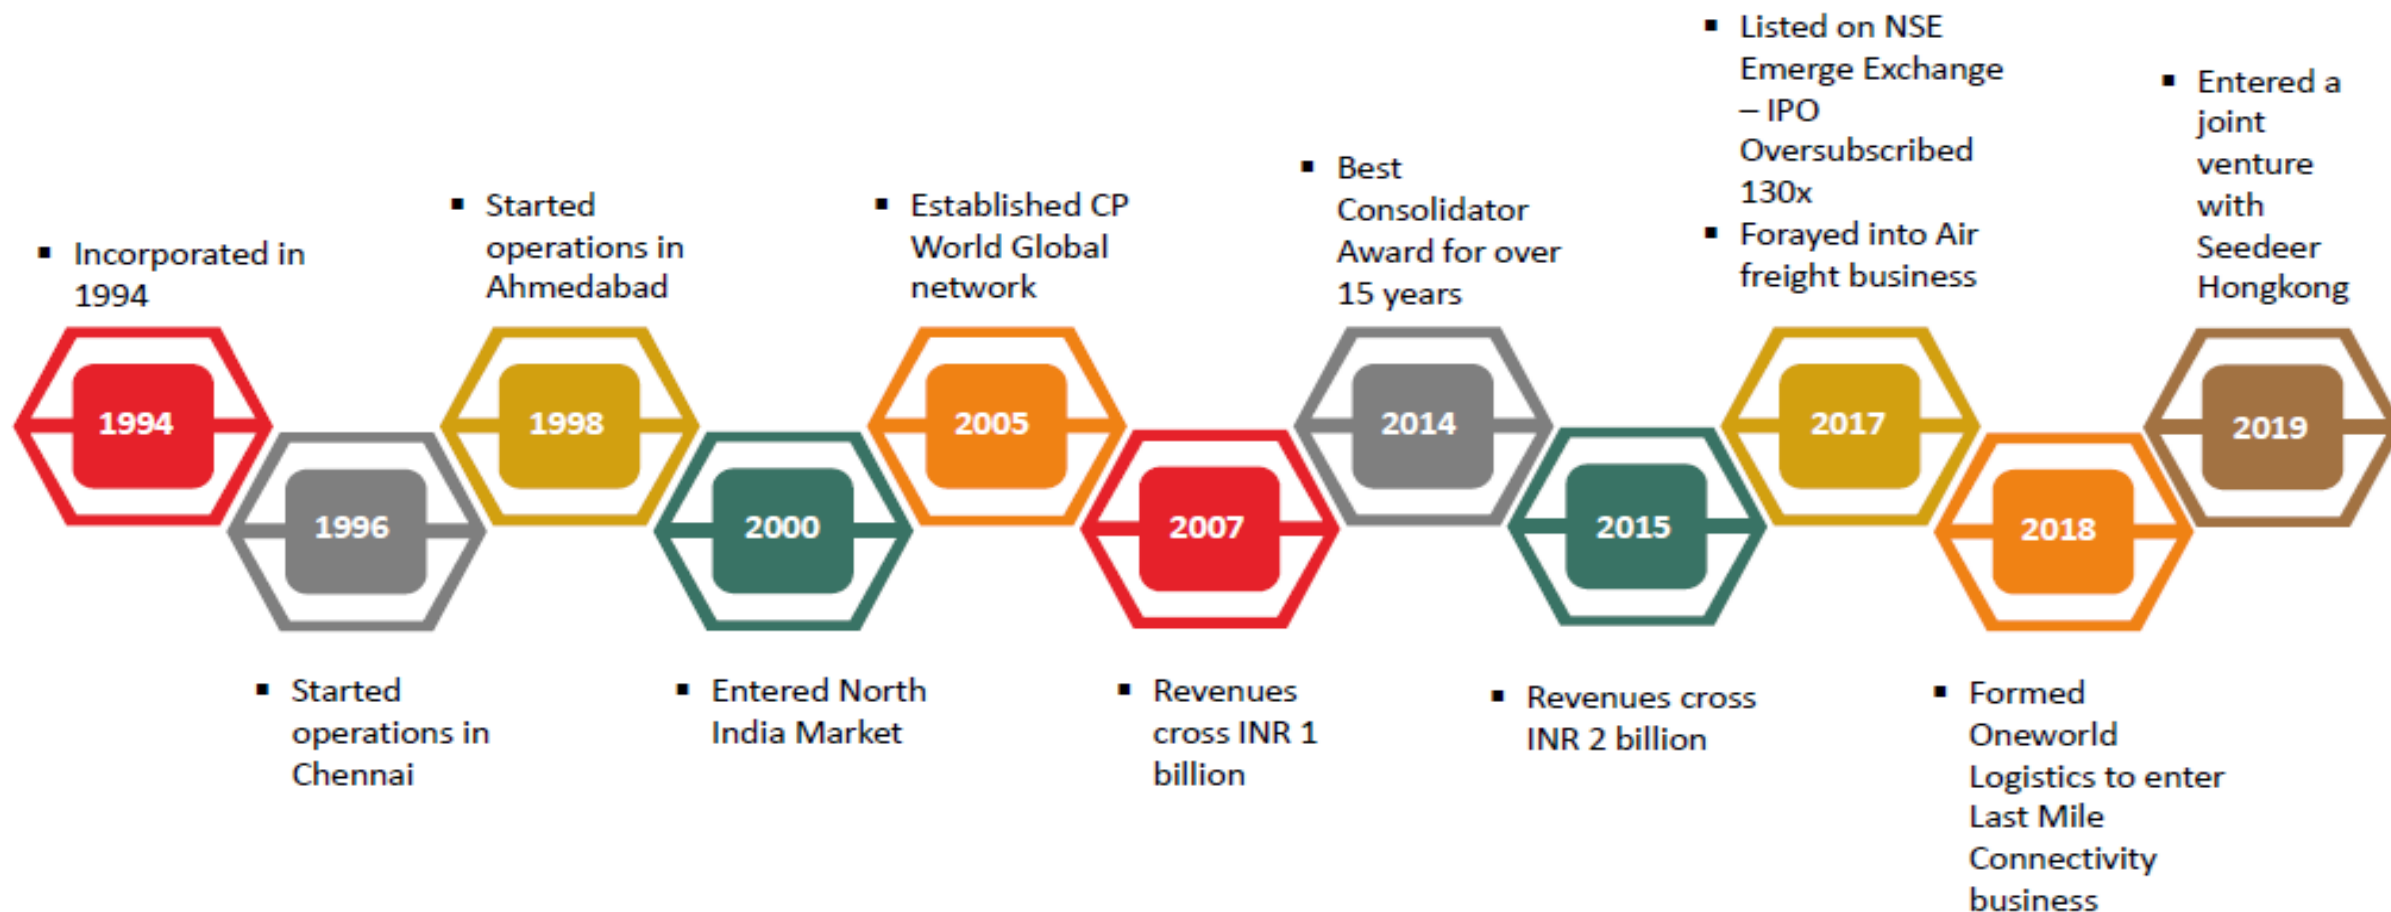 ▪ Incorporated in
1994
▪ Started
operations in
Ahmedabad
▪ Established CP
World Global
network
▪ Best
Consolidator
Award for over
15 years
▪ Listed on NSE
Emerge Exchange
– IPO
Oversubscribed
130x
▪ Forayed into Air
freight business
▪ Entered a
joint
venture
with
Seedeer
Hongkong
1994
1996
1998
2000
2005
2007
2014
2015
2017
2018
2019
▪ Started
operations in
Chennai
▪ Entered North
India Market
▪ Revenues
cross INR 1
billion
▪ Revenues cross
INR 2 billion
▪ Formed
Oneworld
Logistics to enter
Last Mile
Connectivity
business